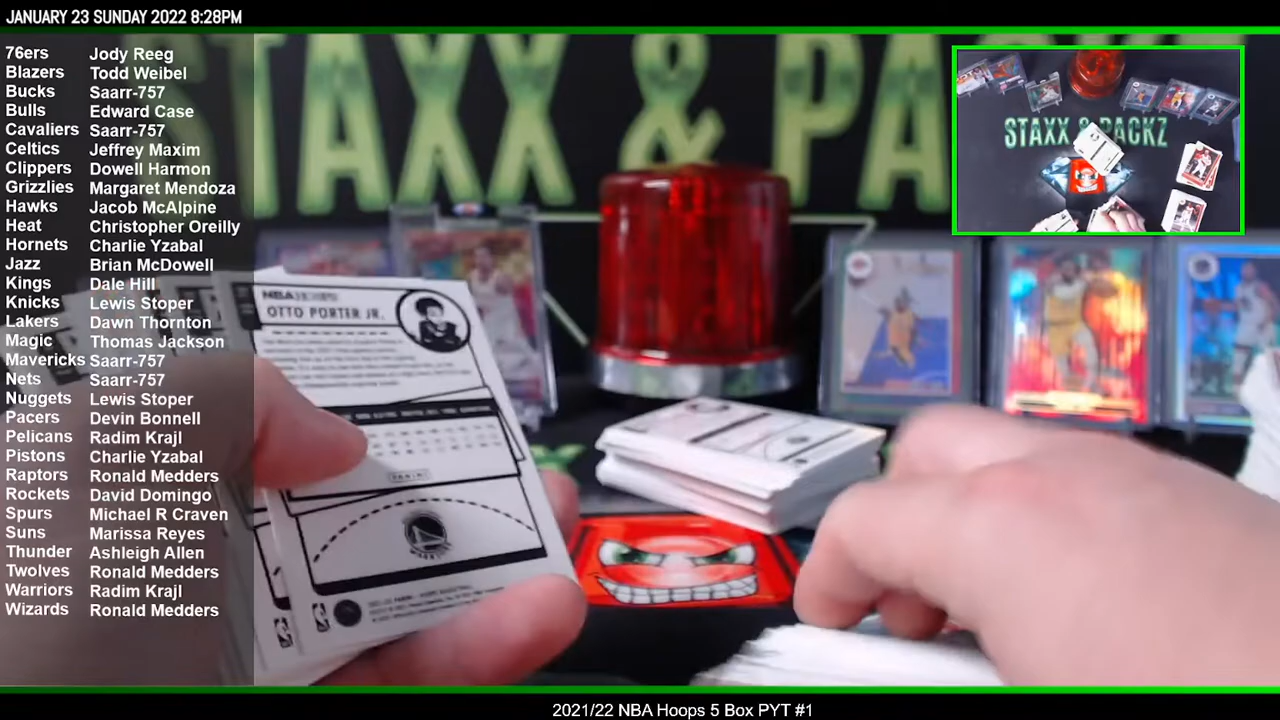 JANUARY 23 SUNDAY 2022 8:28PM
76ers Jody Reeg
Blazers Todd Weibel
Bucks Saarr-757
Bulls Edward Case
Cavaliers Saarr-757
Celtics Jeffrey Maxim
Clippers Dowell Harmon
Grizzlies Margaret Mendoza
Hawks Jacob McAlpine
Heat Christopher Oreilly
Hornets Charlie Yzabal
Jazz Brian McDowell
Kings Dale Hill
Knicks Lewis Stoper
Lakers Dawn Thornton
Magic Thomas Jackson
Mavericks Saarr-757
Nets Saarr-757
Nuggets Lewis Stoper
Pacers Devin Bonnell
Pelicans Radim Krajl
Pistons Charlie Yzabal
Raptors Ronald Medders
Rockets David Domingo
Spurs Michael R Craven
Suns Marissa Reyes
Thunder Ashleigh Allen
Twolves Ronald Medders
Warriors Radim Krajl
Wizards Ronald Medders
STAXX & PA
STAXX & PACKZ
NBA
OTTO PORTER JR.
PANINI
2021/22 NBA Hoops 5 Box PYT #1